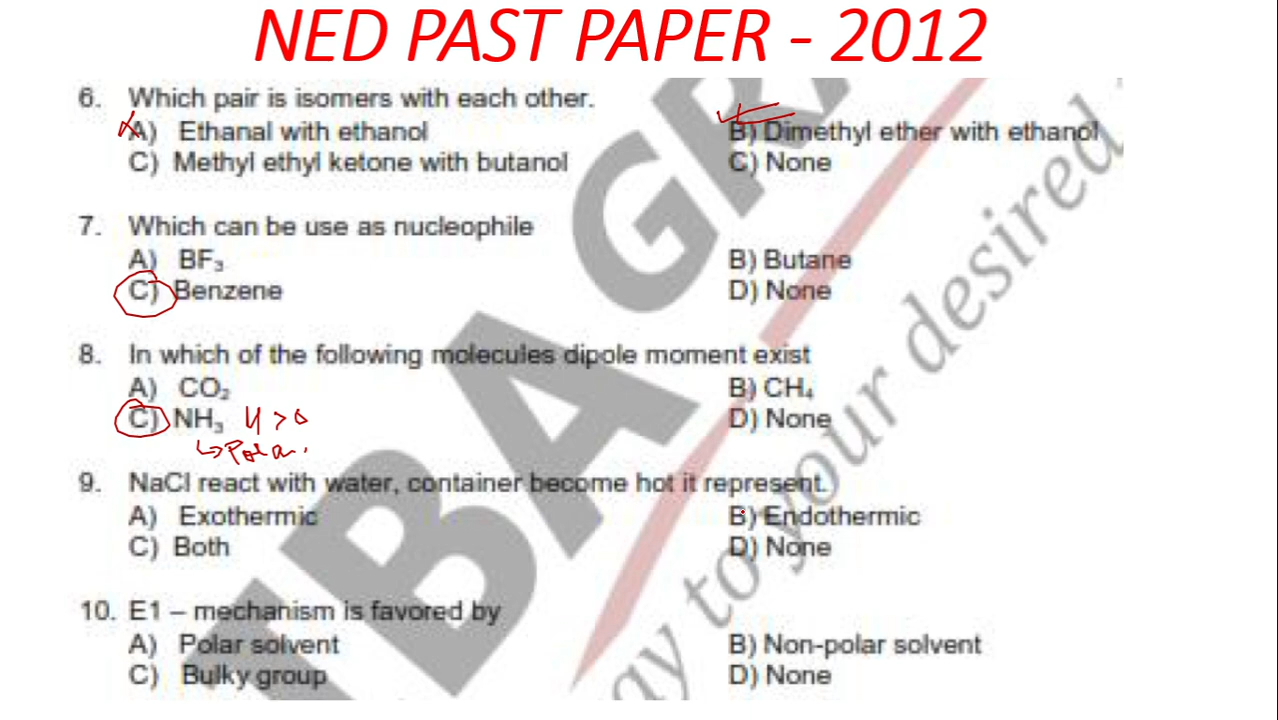 NED PAST PAPER - 2012
6. Which pair is isomers with each other.
A) Ethanal with ethanol B) Dimethyl ether with ethanol
C) Methyl ethyl ketone with butanol C) None
7. Which can be use as nucleophile
A) BF₃ B) Butane
C) Benzene D) None
8. In which of the following molecules dipole moment exist
A) CO₂ B) CH₄
C) NH₃ D) None
9. NaCl react with water, container become hot it represent.
A) Exothermic B) Endothermic
C) Both D) None
10. E1 – mechanism is favored by
A) Polar solvent B) Non-polar solvent
C) Bulky group D) None
to your desired